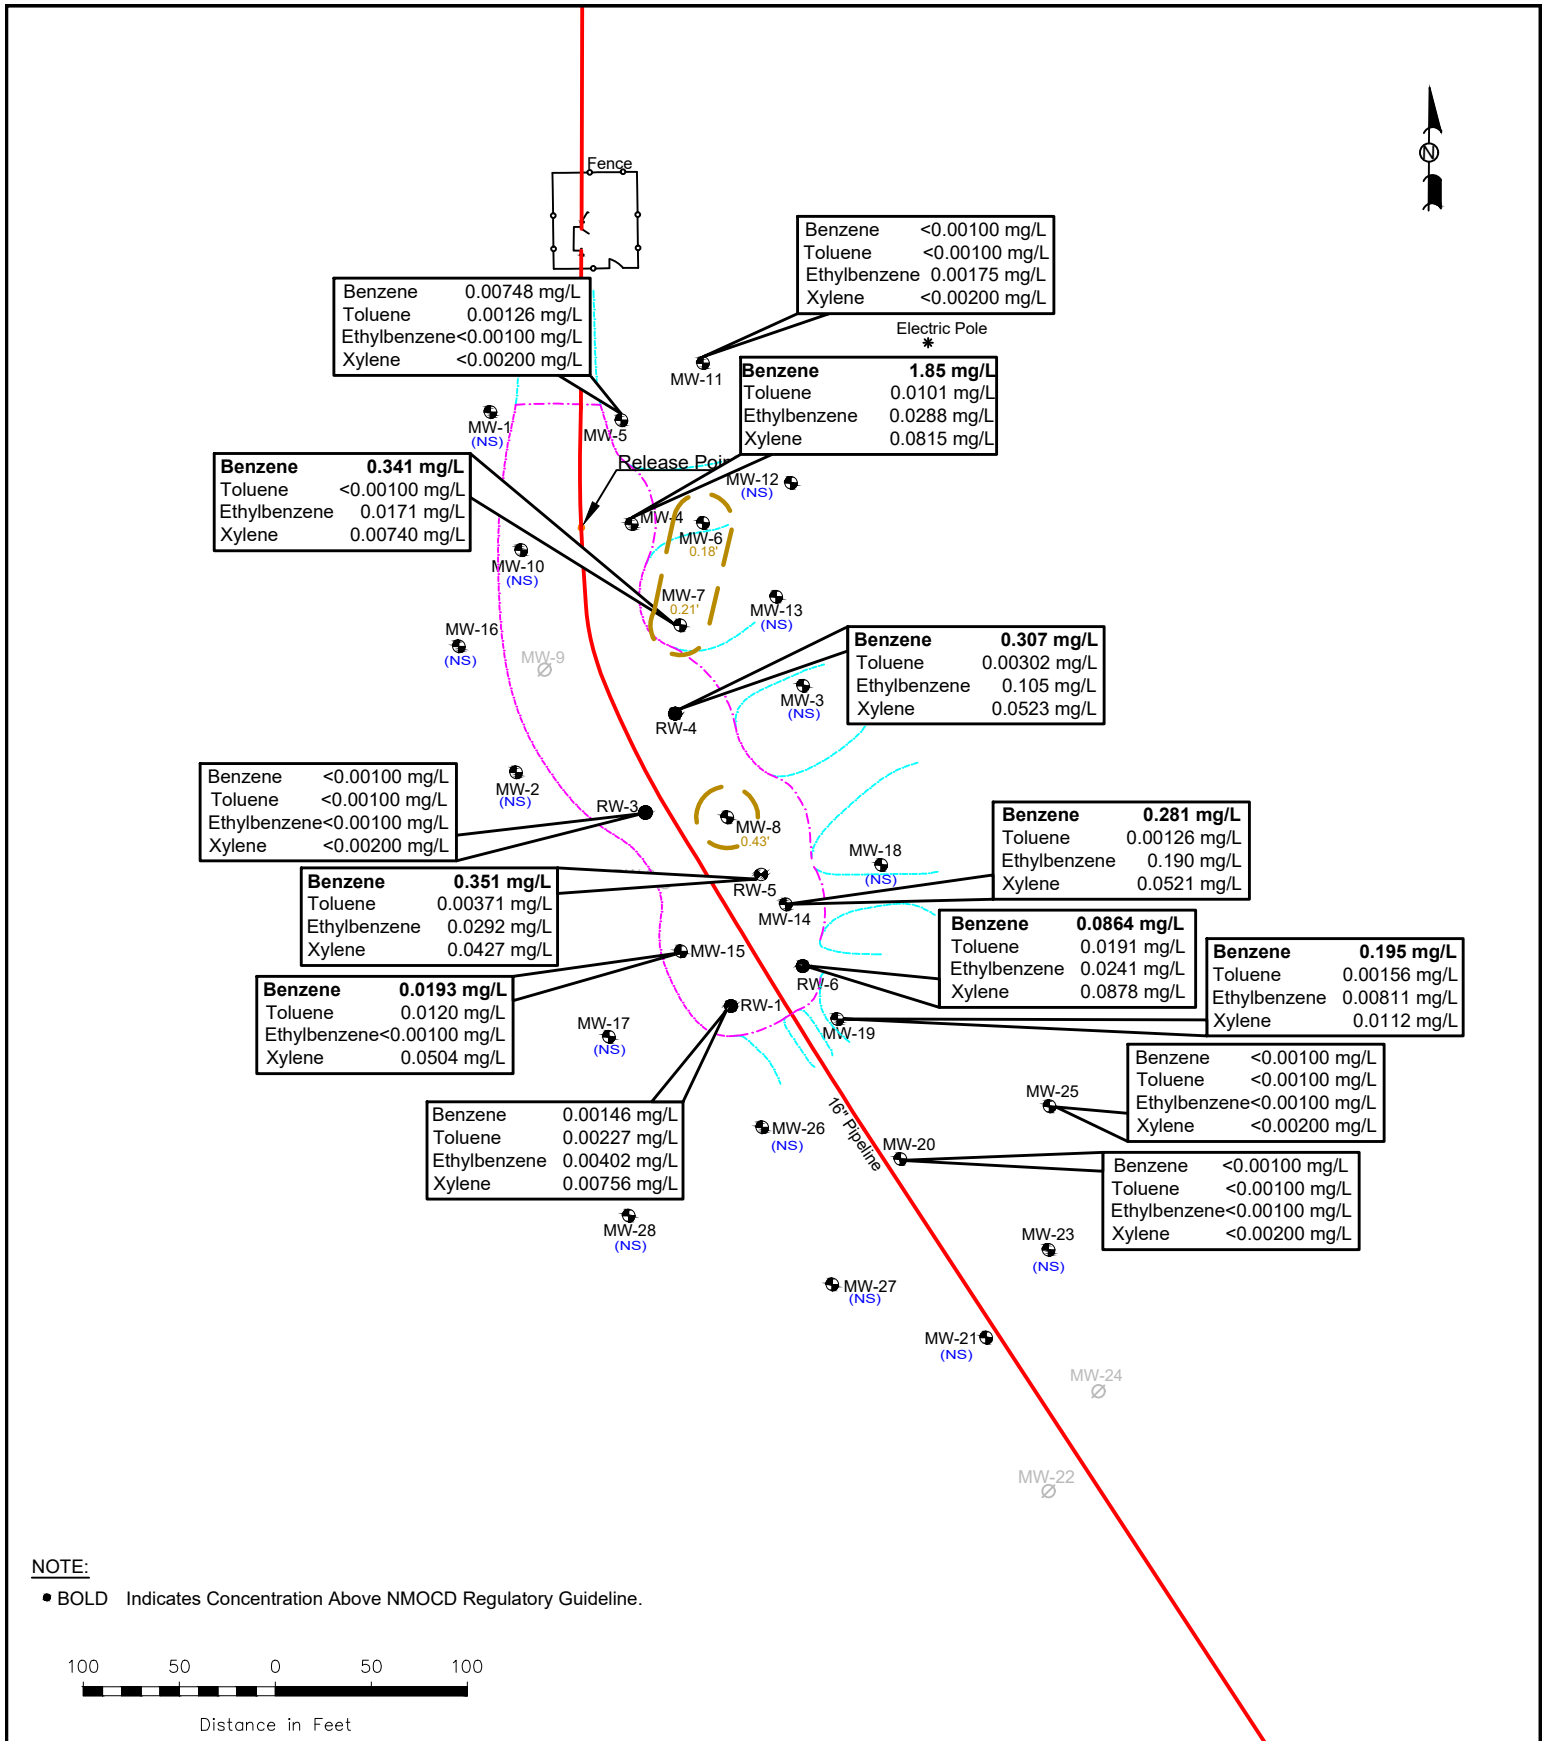 Fence
N
Benzene <0.00100 mg/L
Toluene <0.00100 mg/L
Ethylbenzene 0.00175 mg/L
Xylene <0.00200 mg/L
Electric Pole
Benzene 0.00748 mg/L
Toluene 0.00126 mg/L
Ethylbenzene<0.00100 mg/L
Xylene <0.00200 mg/L
MW-11
Benzene 1.85 mg/L
Toluene 0.0101 mg/L
Ethylbenzene 0.0288 mg/L
Xylene 0.0815 mg/L
MW-1
(NS)
MW-5
Release
Benzene 0.341 mg/L
Toluene <0.00100 mg/L
Ethylbenzene 0.0171 mg/L
Xylene 0.00740 mg/L
MW-12
(NS)
MW-4
MW-6
0.18'
MW-10
(NS)
MW-7
0.21'
MW-13
(NS)
MW-16
(NS)
MW-9
Benzene 0.307 mg/L
Toluene 0.00302 mg/L
Ethylbenzene 0.105 mg/L
Xylene 0.0523 mg/L
MW-3
(NS)
RW-4
Benzene <0.00100 mg/L
Toluene <0.00100 mg/L
Ethylbenzene<0.00100 mg/L
Xylene <0.00200 mg/L
MW-2
(NS)
RW-3
MW-8
0.43'
Benzene 0.281 mg/L
Toluene 0.00126 mg/L
Ethylbenzene 0.190 mg/L
Xylene 0.0521 mg/L
MW-18
(NS)
Benzene 0.351 mg/L
Toluene 0.00371 mg/L
Ethylbenzene 0.0292 mg/L
Xylene 0.0427 mg/L
RW-5
MW-14
Benzene 0.0864 mg/L
Toluene 0.0191 mg/L
Ethylbenzene 0.0241 mg/L
Xylene 0.0878 mg/L
MW-15
RW-6
Benzene 0.195 mg/L
Toluene 0.00156 mg/L
Ethylbenzene 0.00811 mg/L
Xylene 0.0112 mg/L
Benzene 0.0193 mg/L
Toluene 0.0120 mg/L
Ethylbenzene<0.00100 mg/L
Xylene 0.0504 mg/L
RW-1
MW-17
(NS)
MW-19
Benzene <0.00100 mg/L
Toluene <0.00100 mg/L
Ethylbenzene<0.00100 mg/L
Xylene <0.00200 mg/L
MW-25
Benzene 0.00146 mg/L
Toluene 0.00227 mg/L
Ethylbenzene 0.00402 mg/L
Xylene 0.00756 mg/L
16" Pipeline
MW-26
(NS)
MW-20
Benzene <0.00100 mg/L
Toluene <0.00100 mg/L
Ethylbenzene<0.00100 mg/L
Xylene <0.00200 mg/L
MW-28
(NS)
MW-23
(NS)
MW-27
(NS)
MW-21
(NS)
MW-24
MW-22
NOTE:
• BOLD Indicates Concentration Above NMOCD Regulatory Guideline.
100 50 0 50 100
Distance in Feet